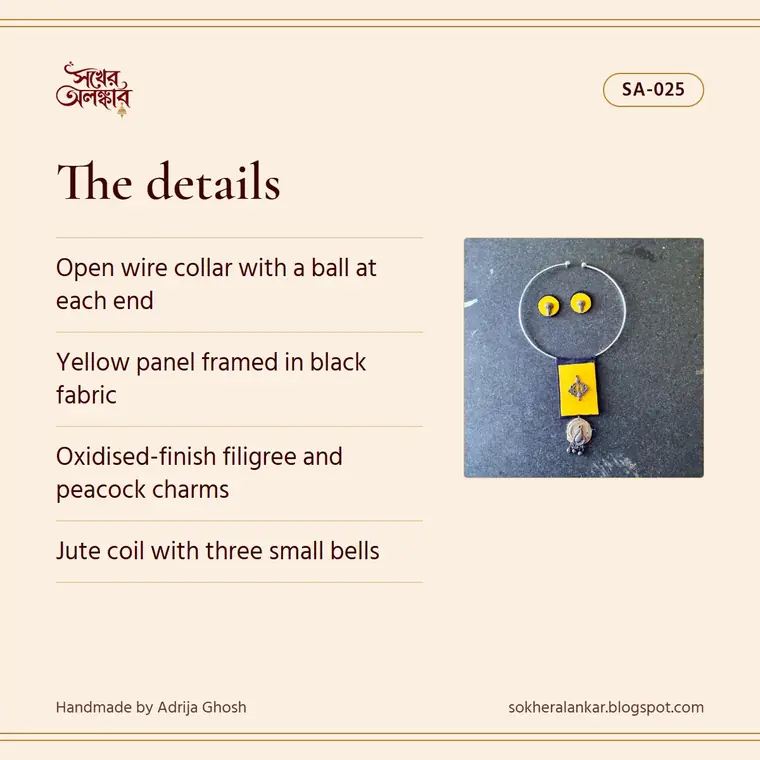 সখের
অলঙ্কার
SA-025
The details
Open wire collar with a ball at
each end
Yellow panel framed in black
fabric
Oxidised-finish filigree and
peacock charms
Jute coil with three small bells
Handmade by Adrija Ghosh
sokheralankar.blogspot.com